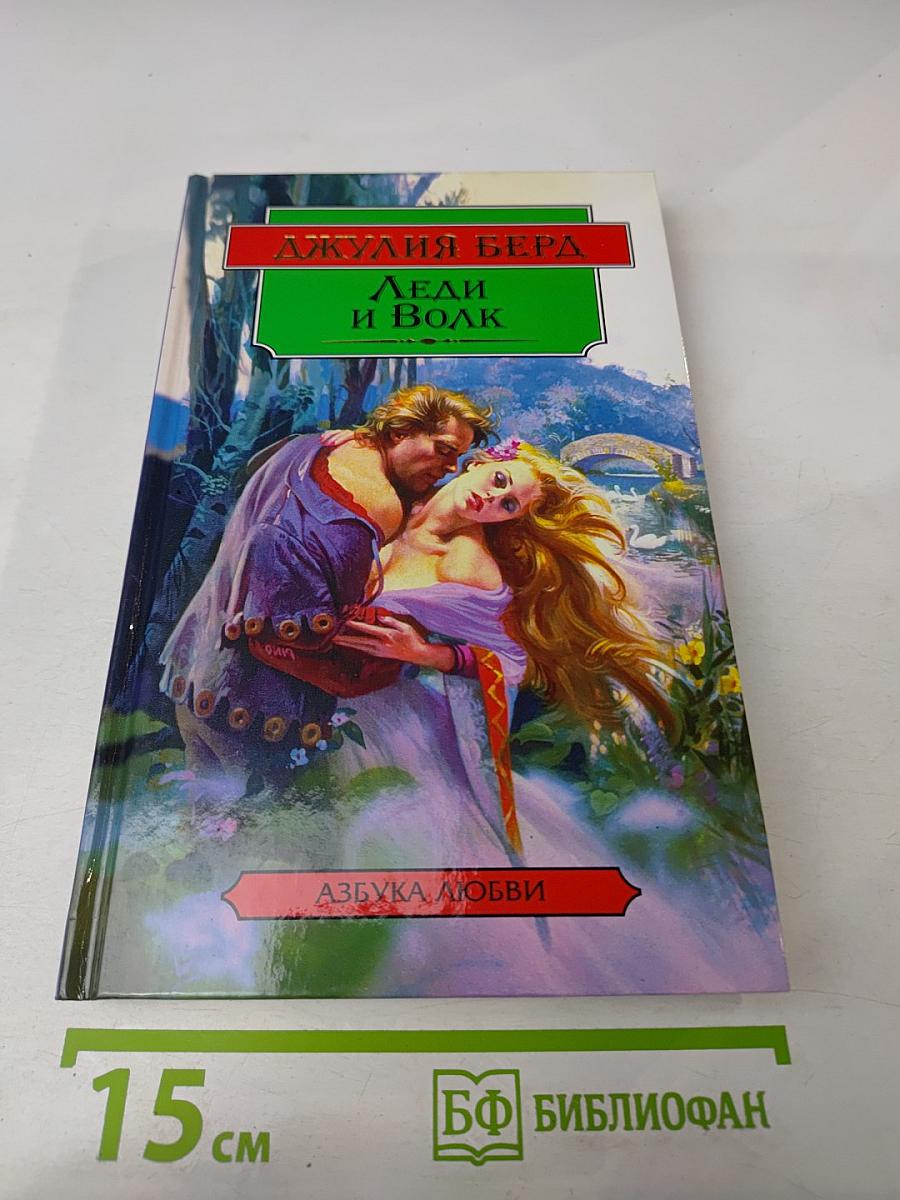 ДЖУЛИЯ БЕРД
ЛЕДИ
И ВОЛК
АЗБУКА ЛЮБВИ
15 см
БФ БИБЛИОФАН